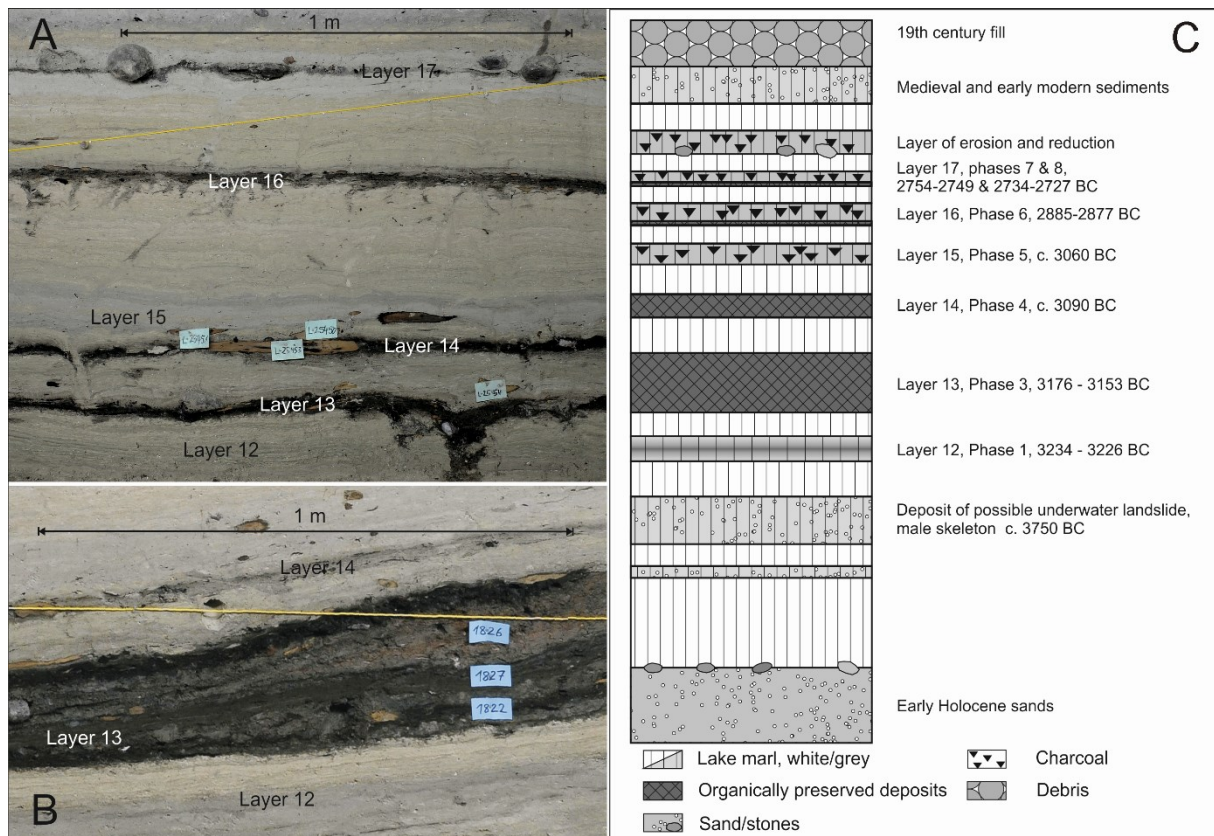 A
1 m
Layer 17
Layer 16
Layer 15
Layer 14
Layer 13
Layer 12
B
1 m
Layer 14
1826
1827
1822
Layer 13
Layer 12
C
19th century fill
Medieval and early modern sediments
Layer of erosion and reduction
Layer 17, phases 7 & 8,
2754-2749 & 2734-2727 BC
Layer 16, Phase 6, 2885-2877 BC
Layer 15, Phase 5, c. 3060 BC
Layer 14, Phase 4, c. 3090 BC
Layer 13, Phase 3, 3176 - 3153 BC
Layer 12, Phase 1, 3234 - 3226 BC
Deposit of possible underwater landslide,
male skeleton c. 3750 BC
Early Holocene sands
Lake marl, white/grey
Charcoal
Organically preserved deposits
Debris
Sand/stones